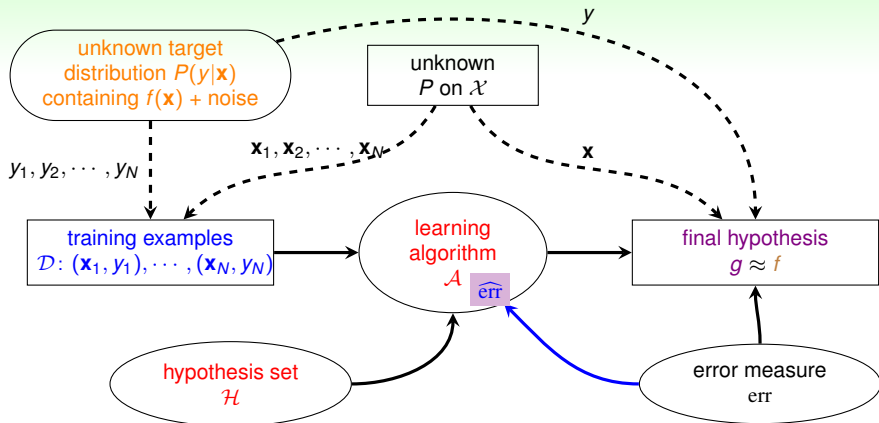 y
unknown target
distribution P(y|𝐱)
containing f(𝐱) + noise
unknown
P on 𝒳
y₁, y₂, ⋯ , y_N
𝐱₁, 𝐱₂, ⋯ , 𝐱_N
𝐱
training examples
𝒟: (𝐱₁, y₁), ⋯ , (𝐱_N, y_N)
learning
algorithm
𝒜
err̂
final hypothesis
g ≈ f
hypothesis set
ℋ
error measure
err